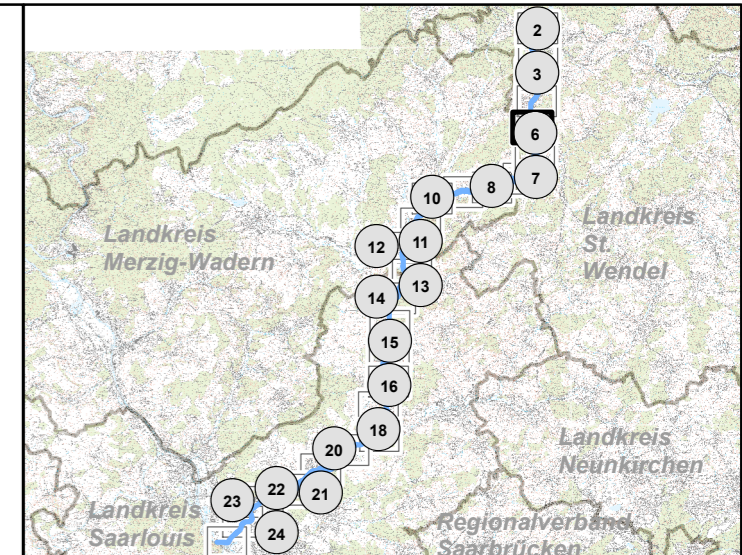 2
3
6
7
8
10
Landkreis
St.
Wendel
Landkreis
Merzig-Wadern
12
11
13
14
15
16
18
Landkreis
Neunkirchen
20
21
22
23
Landkreis
Saarlouis
24
Regionalverband
Saarbrücken